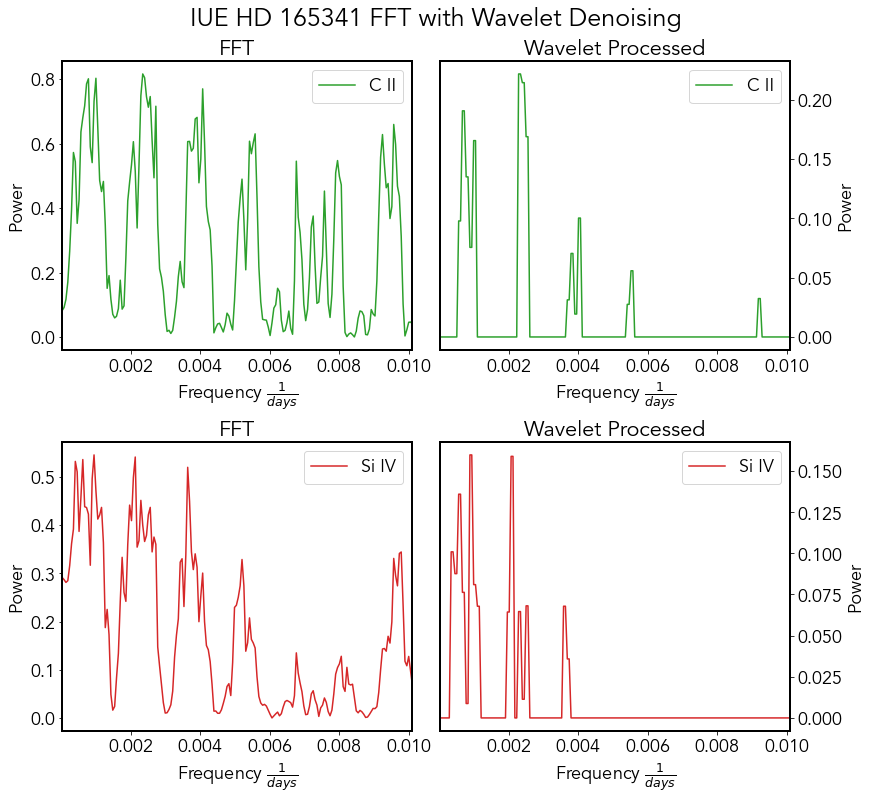 IUE HD 165341 FFT with Wavelet Denoising
FFT
Wavelet Processed
C II
C II
0.8
0.6
0.4
0.2
0.0
Power
0.20
0.15
0.10
0.05
0.00
Power
0.002 0.004 0.006 0.008 0.010
0.002 0.004 0.006 0.008 0.010
Frequency 1/days
Frequency 1/days
FFT
Wavelet Processed
Si IV
Si IV
0.5
0.4
0.3
0.2
0.1
0.0
Power
0.150
0.125
0.100
0.075
0.050
0.025
0.000
Power
0.002 0.004 0.006 0.008 0.010
0.002 0.004 0.006 0.008 0.010
Frequency 1/days
Frequency 1/days